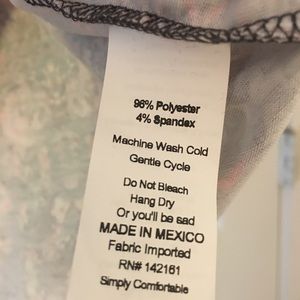 96% Polyester
4% Spandex
Machine Wash Cold
Gentle Cycle
Do Not Bleach
Hang Dry
Or you'll be sad
MADE IN MEXICO
Fabric Imported
RN# 142161
Simply Comfortable